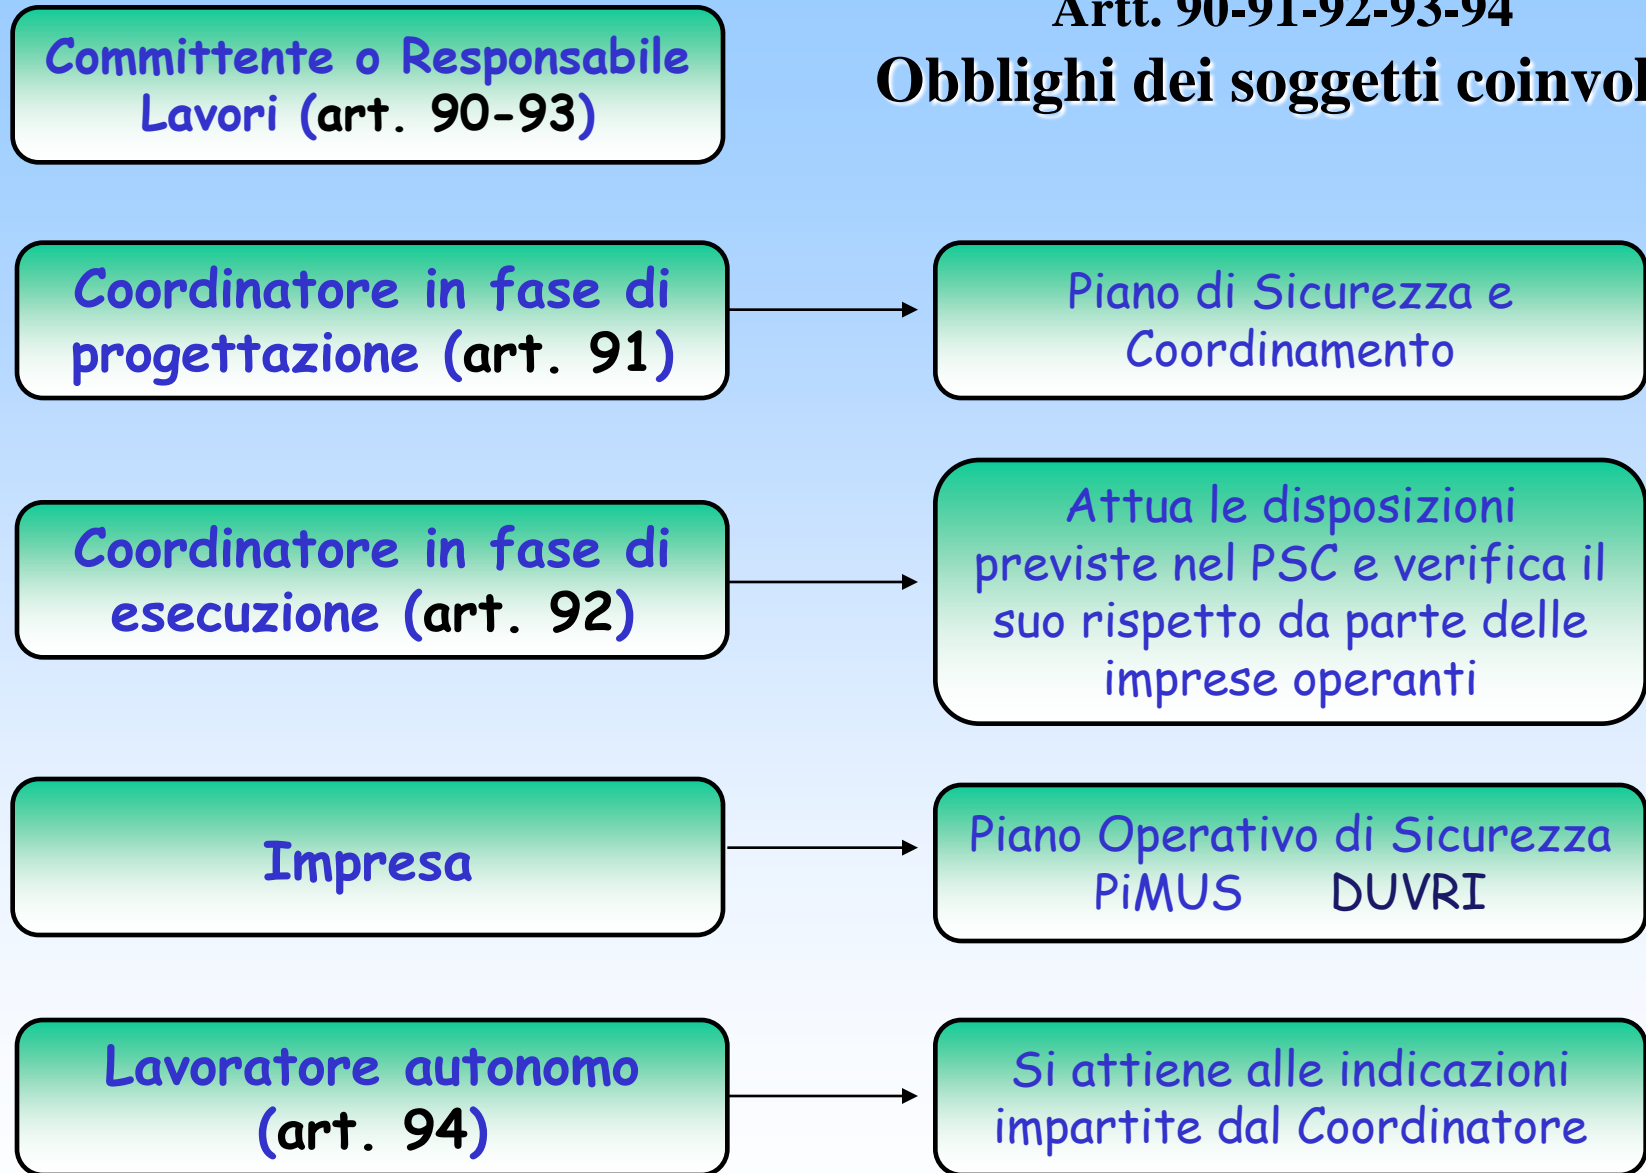 Artt. 90-91-92-93-94
Obblighi dei soggetti
Committente o Responsabile
Lavori (art. 90-93)
Coordinatore in fase di
progettazione (art. 91)
Piano di Sicurezza e
Coordinamento
Coordinatore in fase di
esecuzione (art. 92)
Attua le disposizioni
previste nel PSC e verifica il
suo rispetto da parte delle
imprese operanti
Impresa
Piano Operativo di Sicurezza
PiMUS DUVRI
Lavoratore autonomo
(art. 94)
Si attiene alle indicazioni
impartite dal Coordinatore